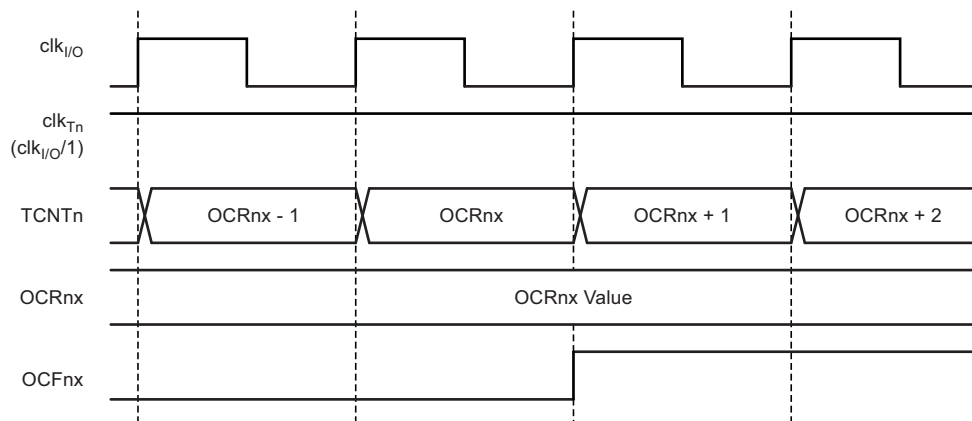 clkI/O
clkTn
(clkI/O/1)
TCNTn OCRnx - 1 OCRnx OCRnx + 1 OCRnx + 2
OCRnx OCRnx Value
OCFnx